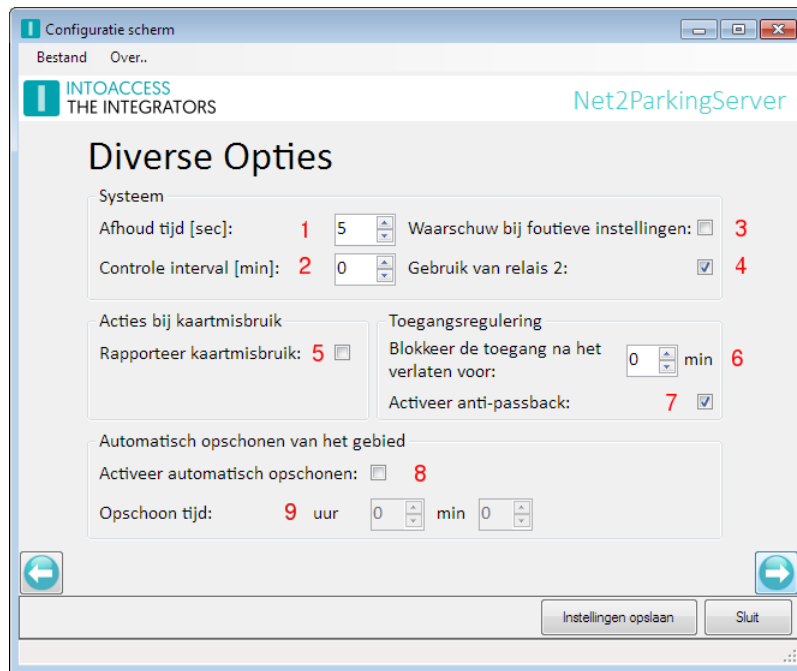 Configuratie scherm
Bestand Over..
INTOACCESS
THE INTEGRATORS
Net2ParkingServer
Diverse Opties
Systeem
Afhoud tijd [sec]: 1 5 Waarschuw bij foutieve instellingen: 3
Controle interval [min]: 2 0 Gebruik van relais 2: 4
Acties bij kaartmisbruik
Rapporteer kaartmisbruik: 5
Toegangsregulering
Blokkeer de toegang na het
verlaten voor: 0 min 6
Activeer anti-passback: 7
Automatisch opschonen van het gebied
Activeer automatisch opschonen: 8
Opschoon tijd: 9 uur 0 min 0
Instellingen opslaan Sluit